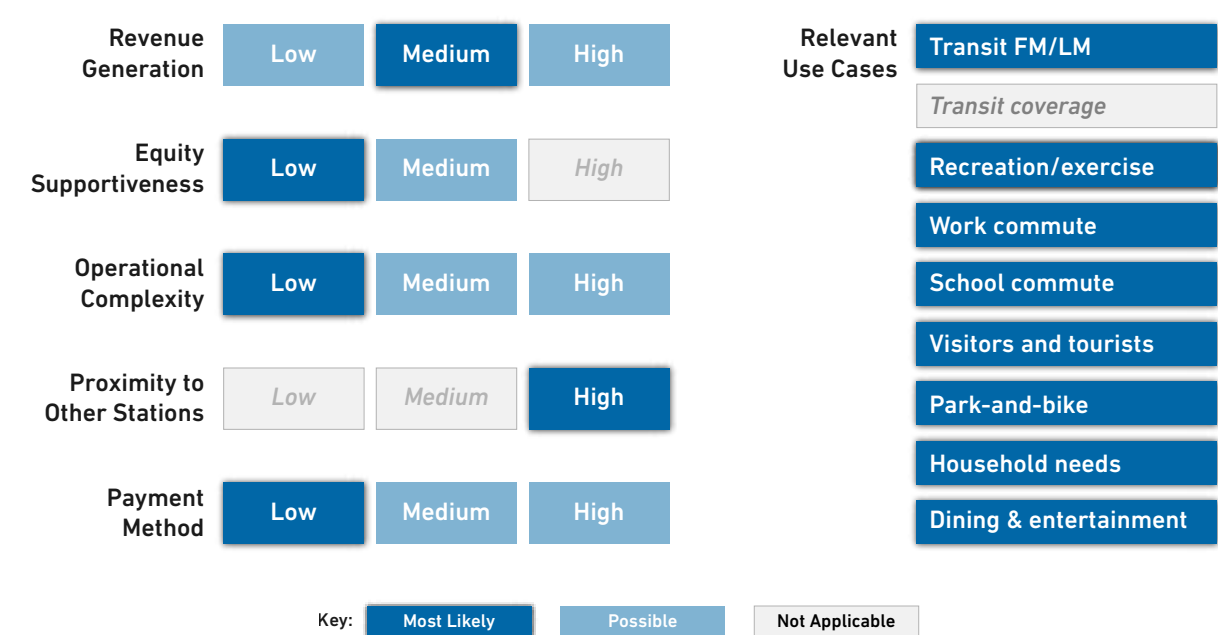 Revenue
Generation
Low
Medium
High
Equity
Supportiveness
Low
Medium
High
Operational
Complexity
Low
Medium
High
Proximity to
Other Stations
Low
Medium
High
Payment
Method
Low
Medium
High
Relevant
Use Cases
Transit FM/LM
Transit coverage
Recreation/exercise
Work commute
School commute
Visitors and tourists
Park-and-bike
Household needs
Dining & entertainment
Key:
Most Likely
Possible
Not Applicable